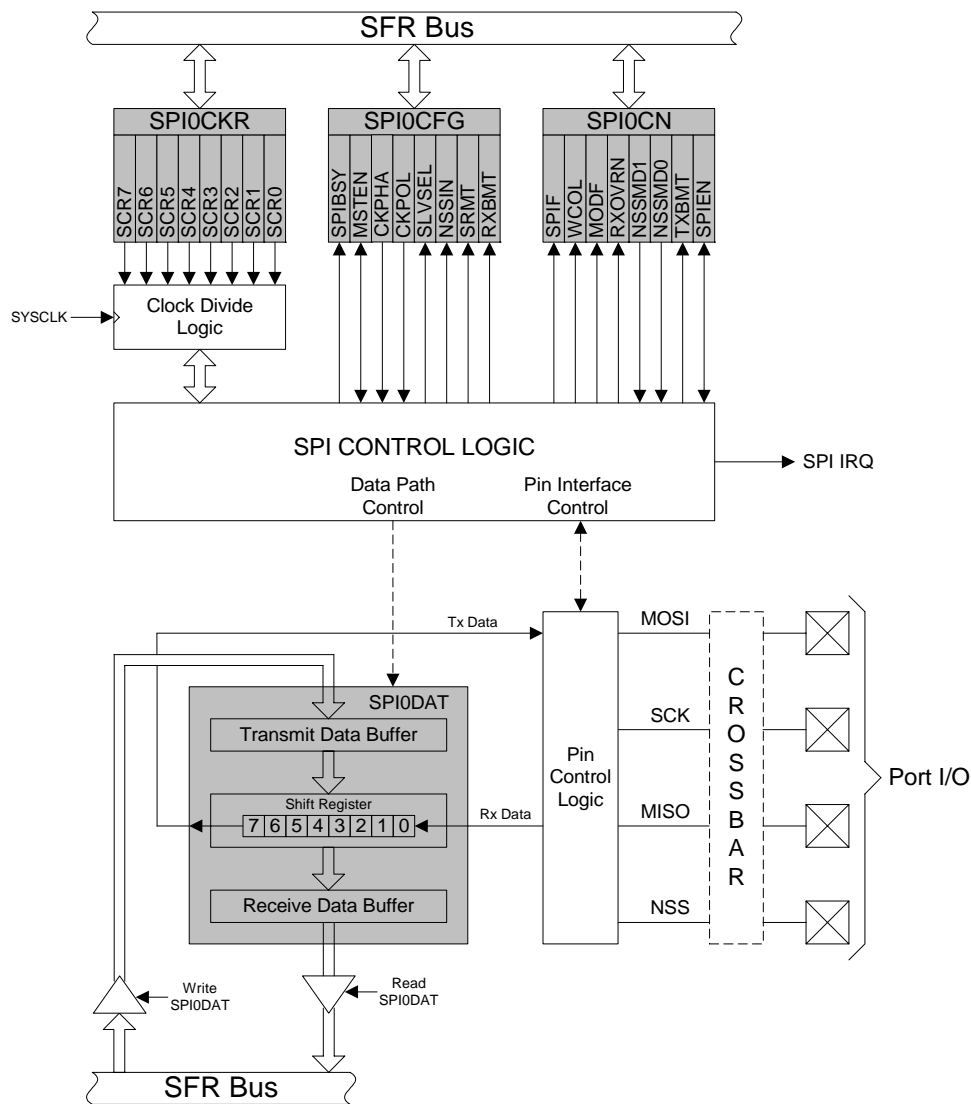 SFR Bus
SPI0CKR
SPI0CFG
SPI0CN
SCR7
SCR6
SCR5
SCR4
SCR3
SCR2
SCR1
SCR0
SPIBSY
MSTEN
CKPHA
CKPOL
SLVSEL
NSSIN
SRMT
RXBMT
SPIF
WCOL
MODF
RXOVRN
NSSMD1
NSSMD0
TXBMT
SPIEN
SYSCLK
Clock Divide
Logic
SPI CONTROL LOGIC
SPI IRQ
Data Path
Control
Pin Interface
Control
Tx Data
MOSI
SPI0DAT
Transmit Data Buffer
SCK
Shift Register
7 6 5 4 3 2 1 0
Rx Data
Pin
Control
Logic
MISO
Receive Data Buffer
NSS
CROSSBAR
Port I/O
Write
SPI0DAT
Read
SPI0DAT
SFR Bus